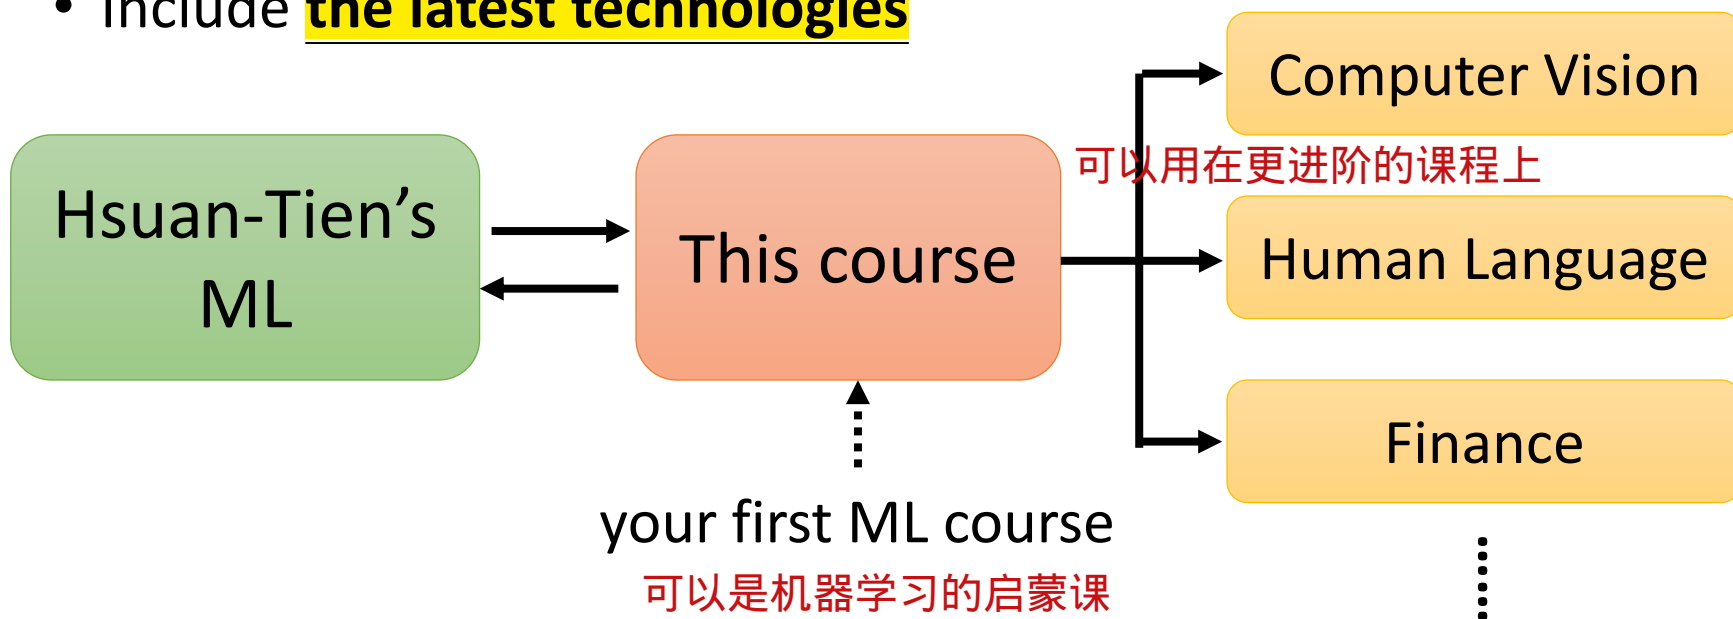 • Include the latest technologies
Computer Vision
可以用在更进阶的课程上
Hsuan-Tien's
ML
This course
Human Language
Finance
your first ML course
可以是机器学习的启蒙课